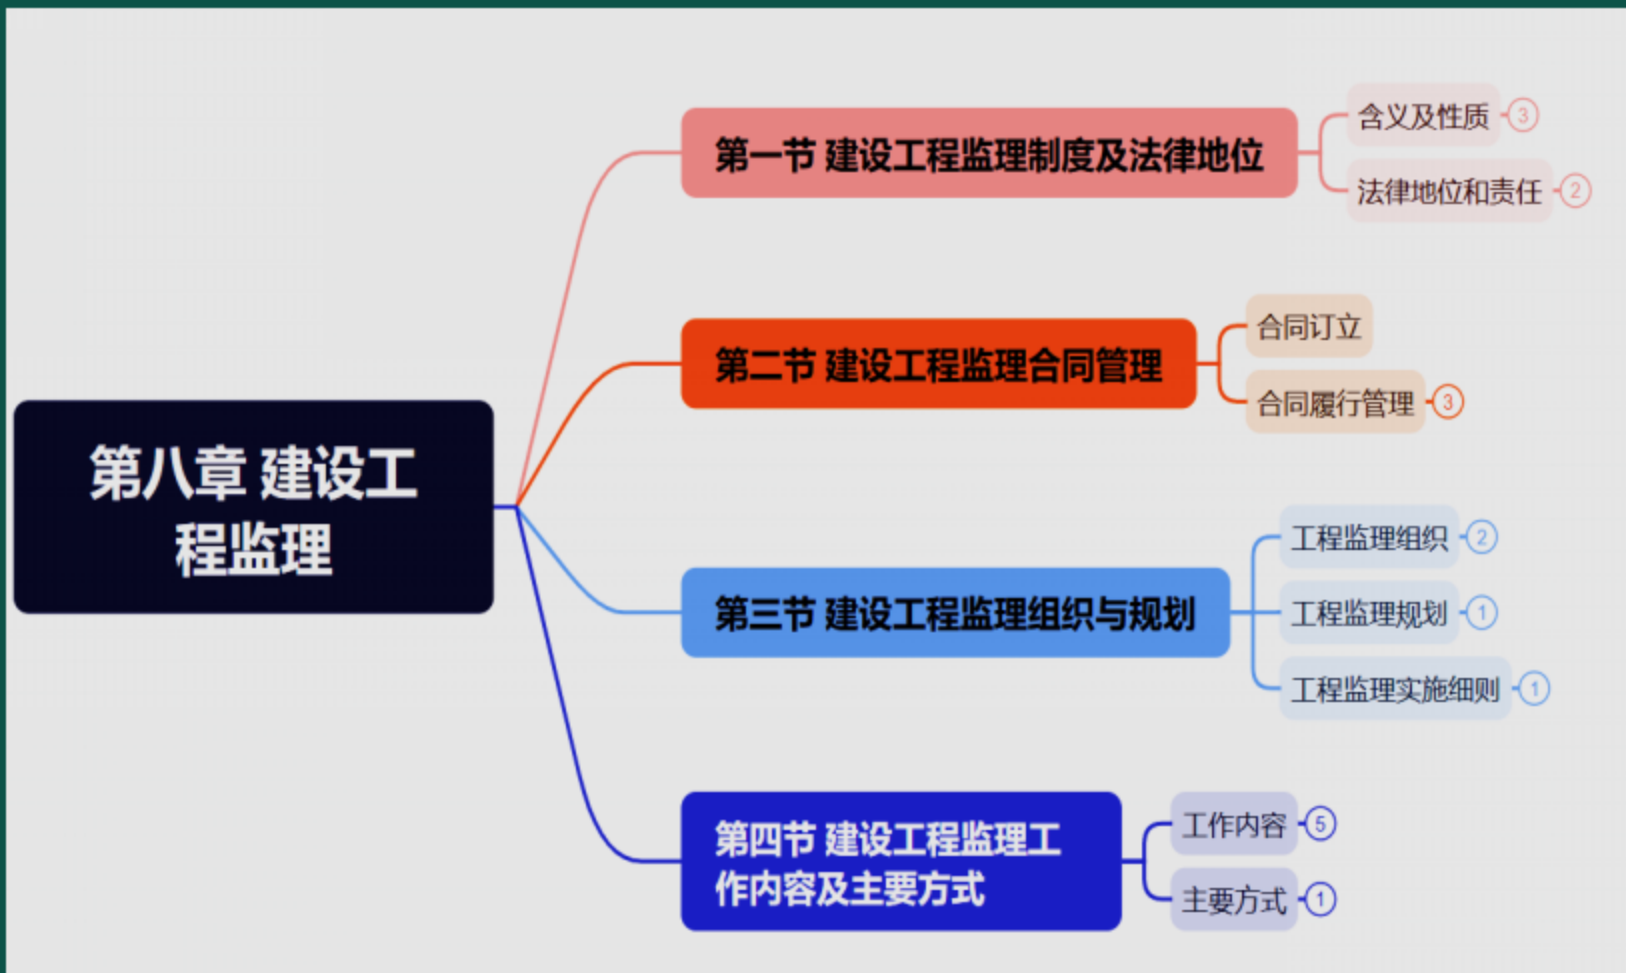 第八章 建设工
程监理
第一节 建设工程监理制度及法律地位
含义及性质 3
法律地位和责任 2
第二节 建设工程监理合同管理
合同订立
合同履行管理 3
第三节 建设工程监理组织与规划
工程监理组织 2
工程监理规划 1
工程监理实施细则 1
第四节 建设工程监理工
作内容及主要方式
工作内容 5
主要方式 1